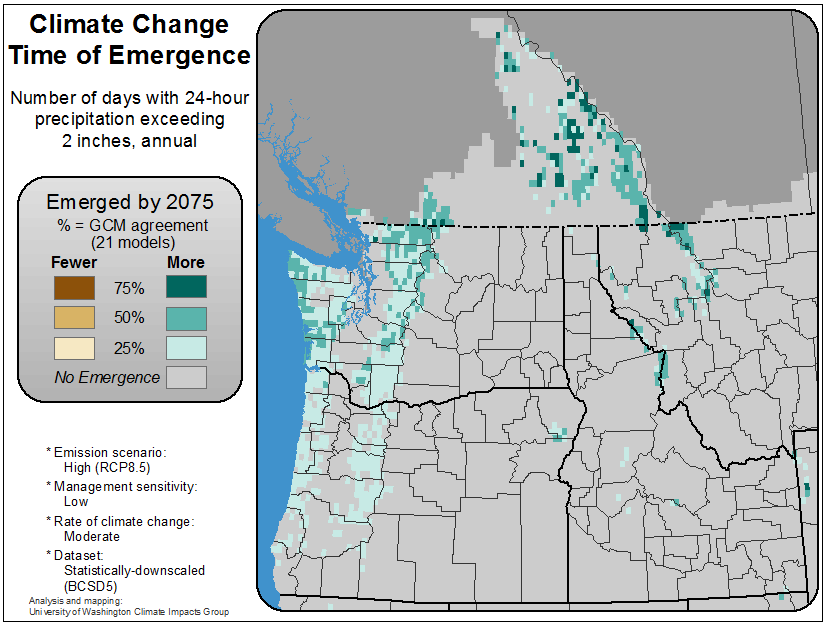 Climate Change
Time of Emergence
Number of days with 24-hour
precipitation exceeding
2 inches, annual
Emerged by 2075
% = GCM agreement
(21 models)
Fewer More
75%
50%
25%
No Emergence
* Emission scenario:
High (RCP8.5)
* Management sensitivity:
Low
* Rate of climate change:
Moderate
* Dataset:
Statistically-downscaled
(BCSD5)
Analysis and mapping:
University of Washington Climate Impacts Group